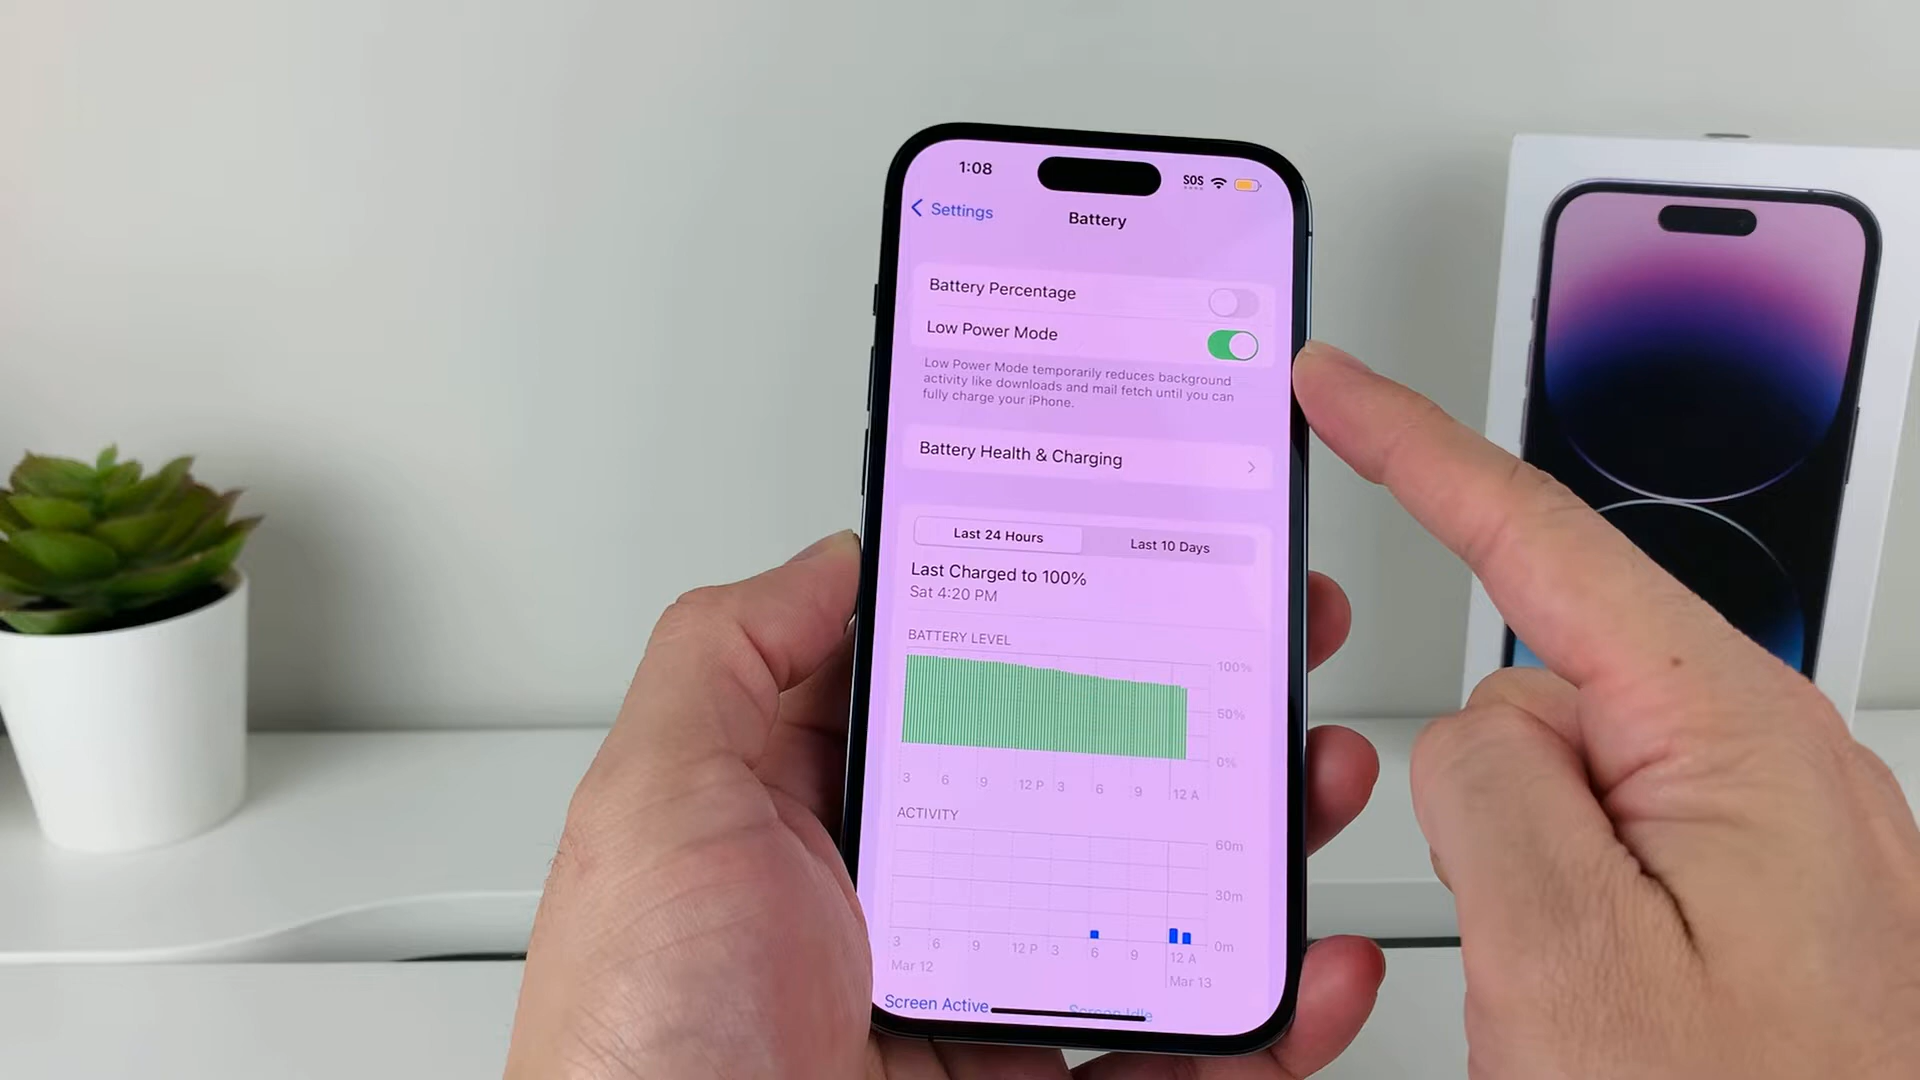 1:08
SOS
Settings
Battery
Battery Percentage
Low Power Mode
Low Power Mode temporarily reduces background
activity like downloads and mail fetch until you can
fully charge your iPhone.
Battery Health & Charging
Last 24 Hours Last 10 Days
Last Charged to 100%
Sat 4:20 PM
BATTERY LEVEL
100%
50%
0%
3 6 9 12 P 3 6 9 12 A
ACTIVITY
60m
30m
0m
3 6 9 12 P 3 6 9 12 A
Mar 12 Mar 13
Screen Active Screen Idle